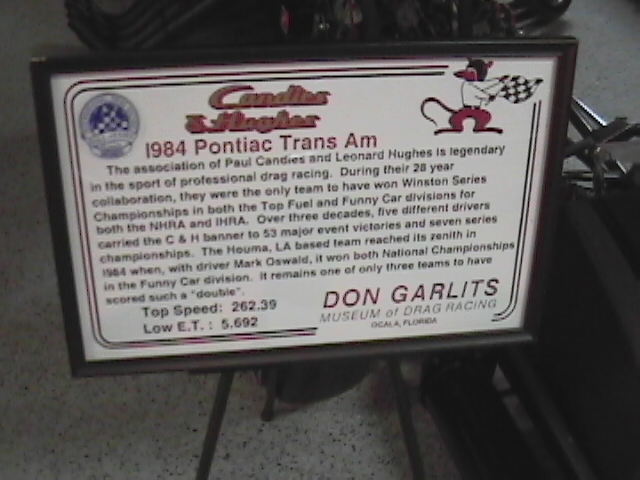 Candies
& Hughes
1984 Pontiac Trans Am
The association of Paul Candies and Leonard Hughes is legendary
in the sport of professional drag racing. During their 28 year
collaboration, they were the only team to have won Winston Series
Championships in both the Top Fuel and Funny Car divisions for
both the NHRA and IHRA. Over three decades, five different drivers
carried the C & H banner to 53 major event victories and seven series
championships. The Houma, LA based team reached its zenith in
1984 when, with driver Mark Oswald, it won both National Championships
in the Funny Car division. It remains one of only three teams to have
scored such a "double".
Top Speed: 262.39
Low E.T. : 5.692
DON GARLITS
MUSEUM of DRAG RACING
OCALA, FLORIDA